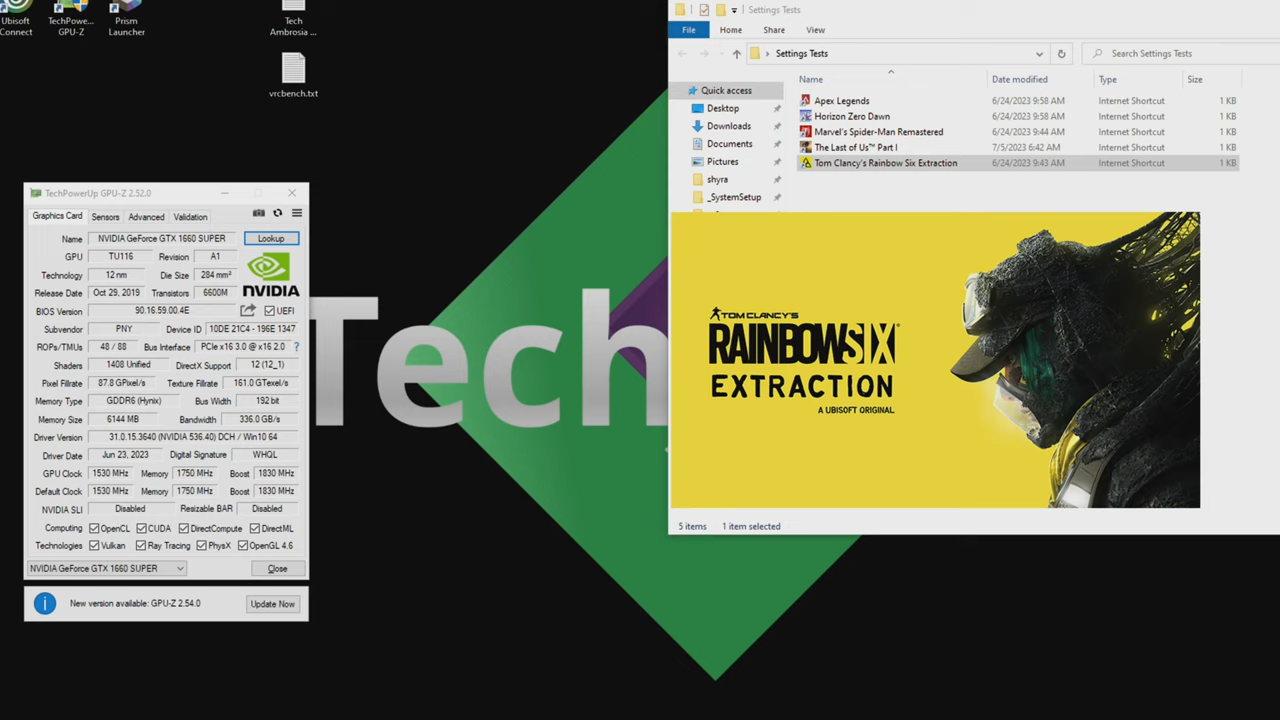 Ubisoft
Connect
TechPowe...
GPU-Z
Prism
Launcher
Tech
Ambrosia ...
vrcbench.txt
TechPowerUp GPU-Z 2.52.0
Graphics Card
Sensors
Advanced
Validation
Name NVIDIA GeForce GTX 1660 SUPER Lookup
GPU TU116 Revision A1
Technology 12 nm Die Size 284 mm²
Release Date Oct 29, 2019 Transistors 6600M
NVIDIA
BIOS Version 90.16.59.00.4E UEFI
Subvendor PNY Device ID 10DE 21C4 - 196E 1347
ROPs/TMUs 48 / 88 Bus Interface PCIe x16 3.0 @ x16 2.0 ?
Shaders 1408 Unified DirectX Support 12 (12_1)
Pixel Fillrate 87.8 GPixel/s Texture Fillrate 161.0 GTexel/s
Memory Type GDDR6 (Hynix) Bus Width 192 bit
Memory Size 6144 MB Bandwidth 336.0 GB/s
Driver Version 31.0.15.3640 (NVIDIA 536.40) DCH / Win10 64
Driver Date Jun 23, 2023 Digital Signature WHQL
GPU Clock 1530 MHz Memory 1750 MHz Boost 1830 MHz
Default Clock 1530 MHz Memory 1750 MHz Boost 1830 MHz
NVIDIA SLI Disabled Resizable BAR Disabled
Computing OpenCL CUDA DirectCompute DirectML
Technologies Vulkan Ray Tracing PhysX OpenGL 4.6
NVIDIA GeForce GTX 1660 SUPER Close
New version available: GPU-Z 2.54.0 Update Now
Tech
Settings Tests
File Home Share View
Settings Tests
Search Settings Tests
Name Date modified Type Size
Quick access
Desktop
Downloads
Documents
Pictures
shyra
_SystemSetup
Apex Legends 6/24/2023 9:58 AM Internet Shortcut 1 KB
Horizon Zero Dawn 6/24/2023 9:58 AM Internet Shortcut 1 KB
Marvel's Spider-Man Remastered 6/24/2023 9:44 AM Internet Shortcut 1 KB
The Last of Us™ Part I 7/5/2023 6:42 AM Internet Shortcut 1 KB
Tom Clancy's Rainbow Six Extraction 6/24/2023 9:43 AM Internet Shortcut 1 KB
TOM CLANCY'S
RAINBOW SIX®
EXTRACTION
A UBISOFT ORIGINAL
5 items 1 item selected